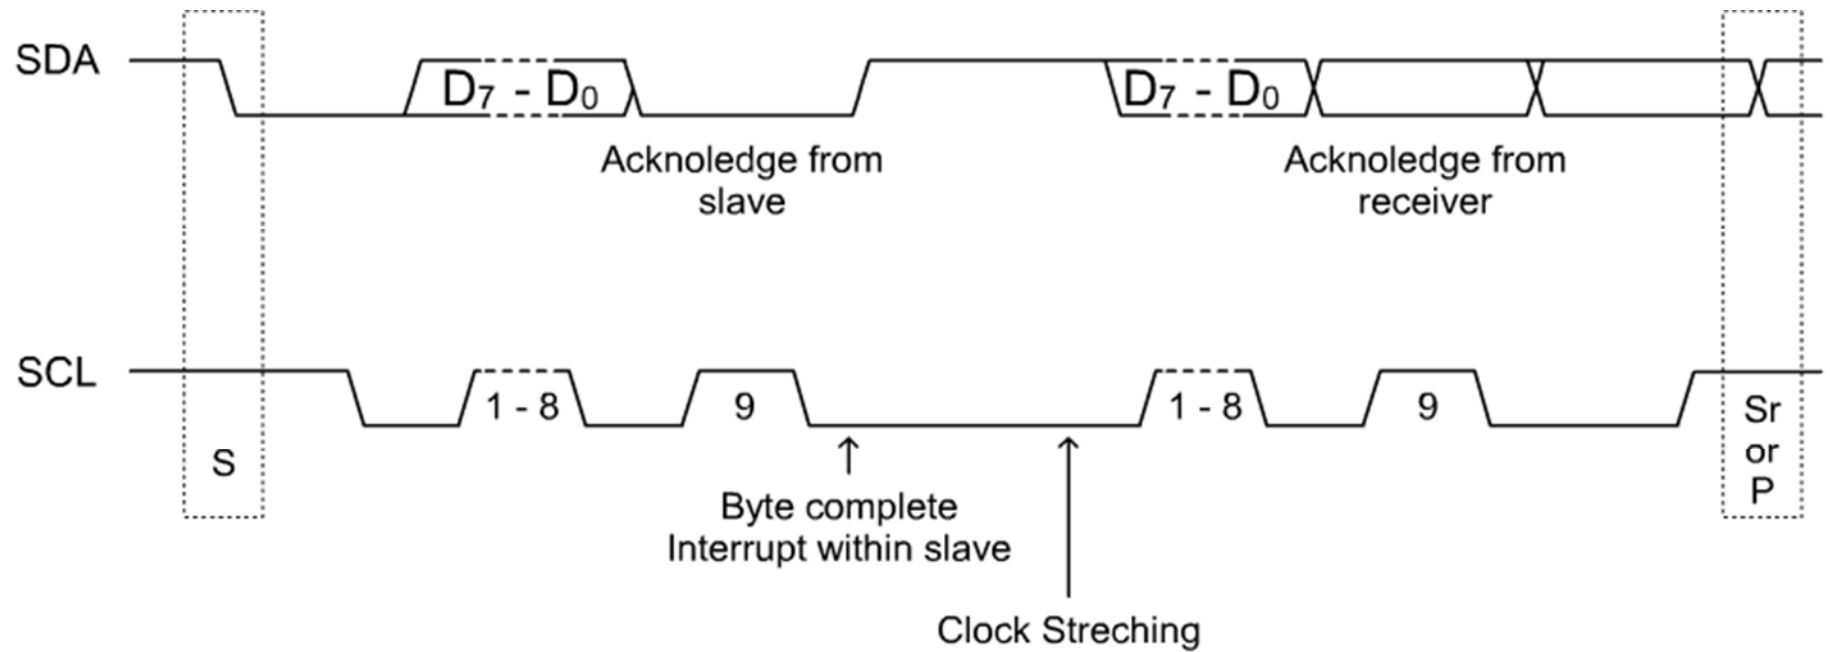 SDA
D₇ - D₀
D₇ - D₀
Acknoledge from
slave
Acknoledge from
receiver
SCL
1 - 8
9
1 - 8
9
S
Sr
or
P
Byte complete
Interrupt within slave
Clock Streching